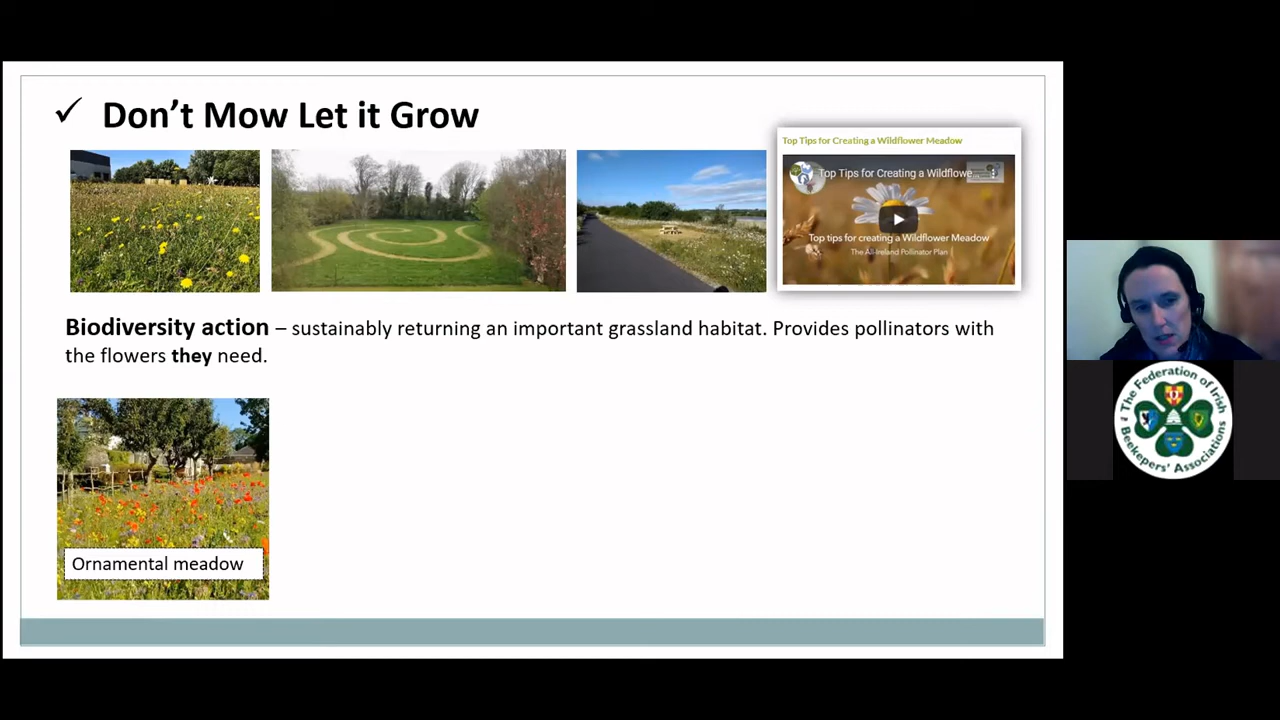 ✓ Don't Mow Let it Grow
Top Tips for Creating a Wildflower Meadow
Top Tips for Creating a Wildflowe...
Top tips for creating a Wildflower Meadow
The All-Ireland Pollinator Plan
Biodiversity action – sustainably returning an important grassland habitat. Provides pollinators with
the flowers they need.
Ornamental meadow
The Federation of Irish
Beekepers' Associations